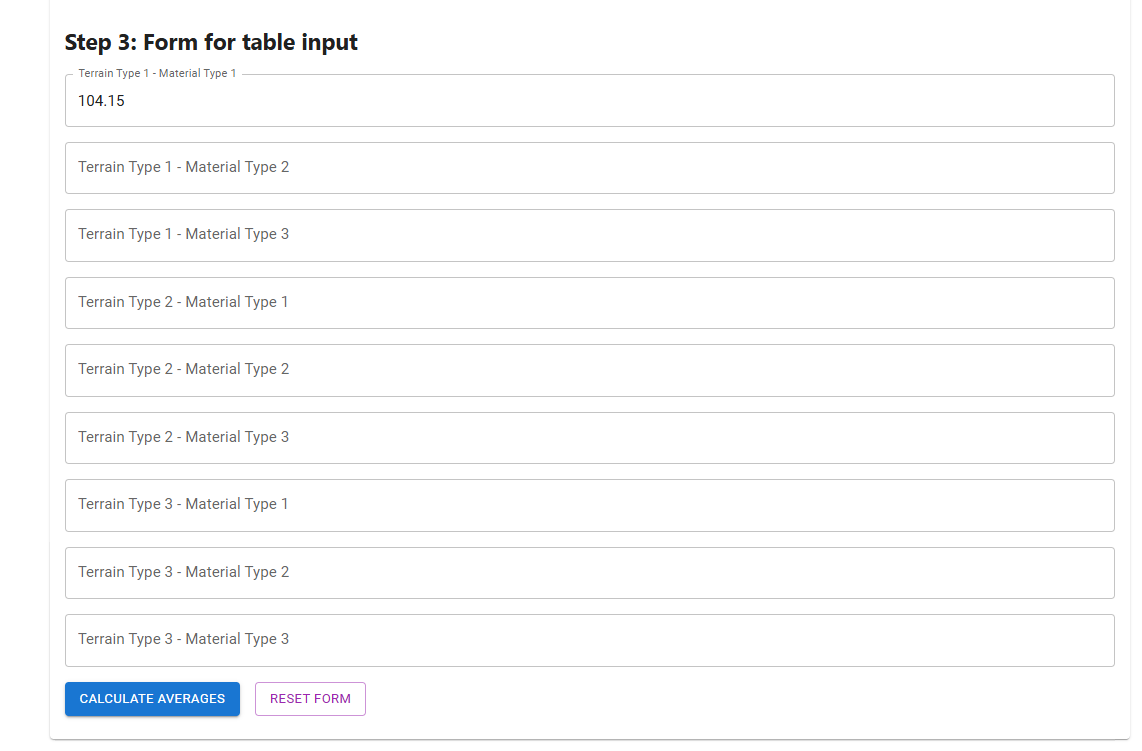 Step 3: Form for table input
Terrain Type 1 - Material Type 1
104.15
Terrain Type 1 - Material Type 2
Terrain Type 1 - Material Type 3
Terrain Type 2 - Material Type 1
Terrain Type 2 - Material Type 2
Terrain Type 2 - Material Type 3
Terrain Type 3 - Material Type 1
Terrain Type 3 - Material Type 2
Terrain Type 3 - Material Type 3
CALCULATE AVERAGES RESET FORM